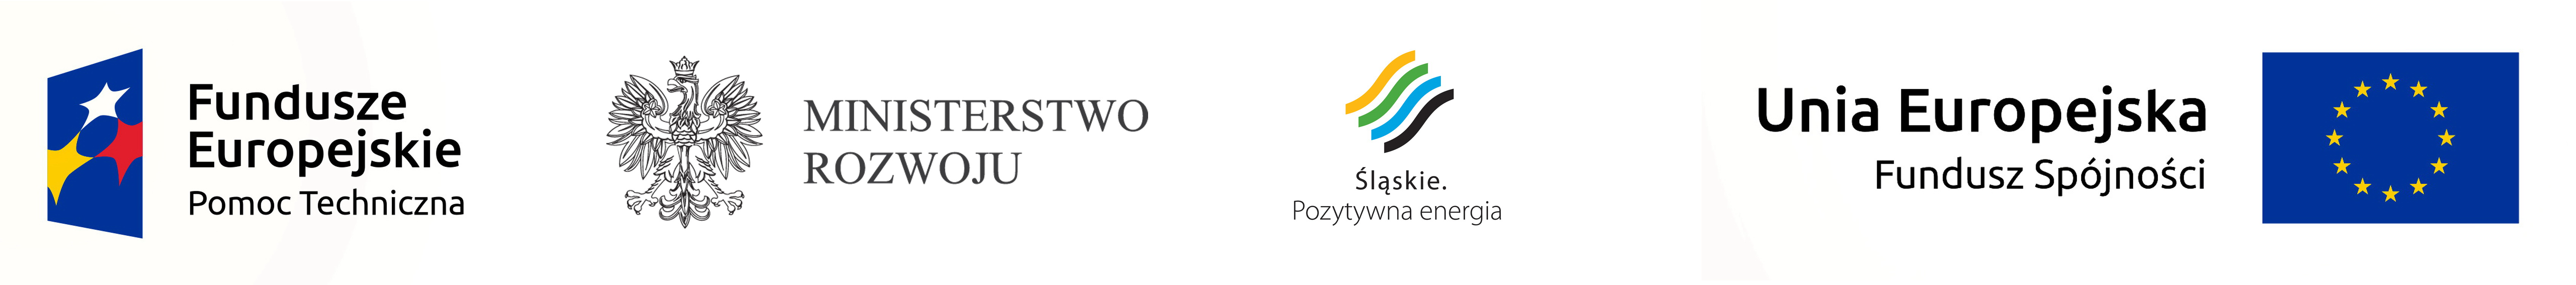 Fundusze
Europejskie
Pomoc Techniczna
MINISTERSTWO
ROZWOJU
Śląskie.
Pozytywna energia
Unia Europejska
Fundusz Spójności